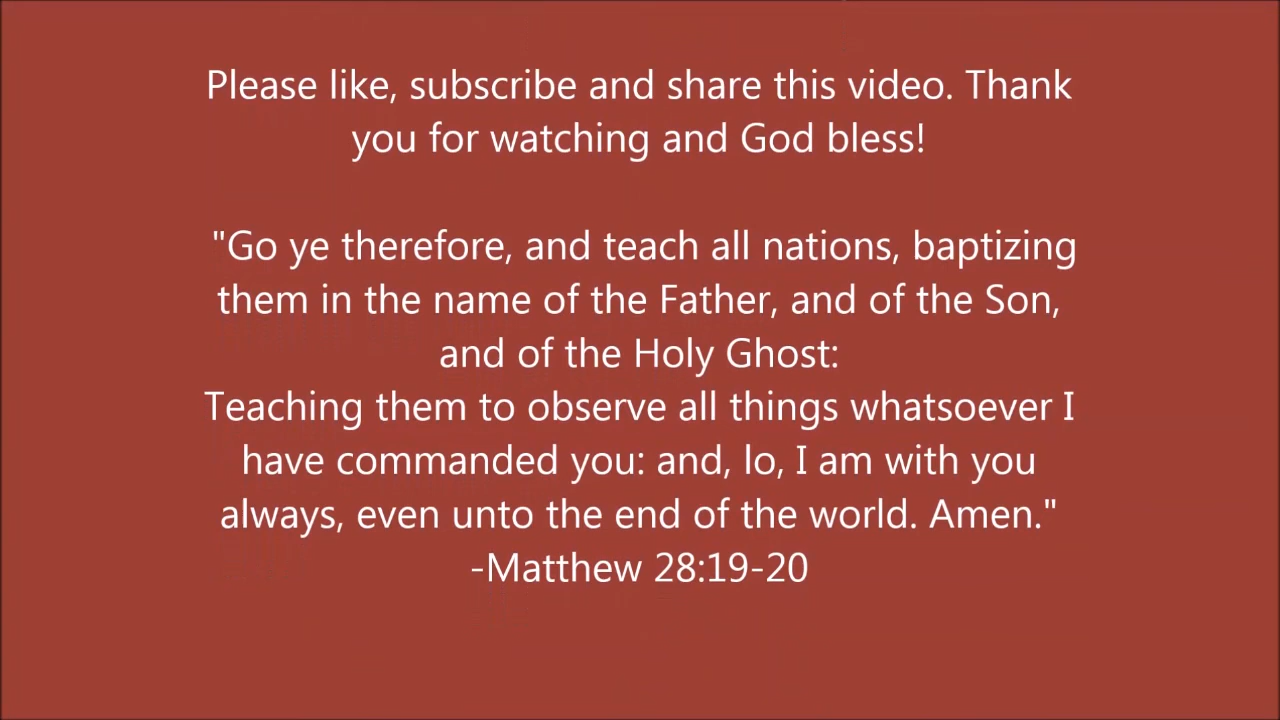 Please like, subscribe and share this video. Thank
you for watching and God bless!
"Go ye therefore, and teach all nations, baptizing
them in the name of the Father, and of the Son,
and of the Holy Ghost:
Teaching them to observe all things whatsoever I
have commanded you: and, lo, I am with you
always, even unto the end of the world. Amen."
-Matthew 28:19-20